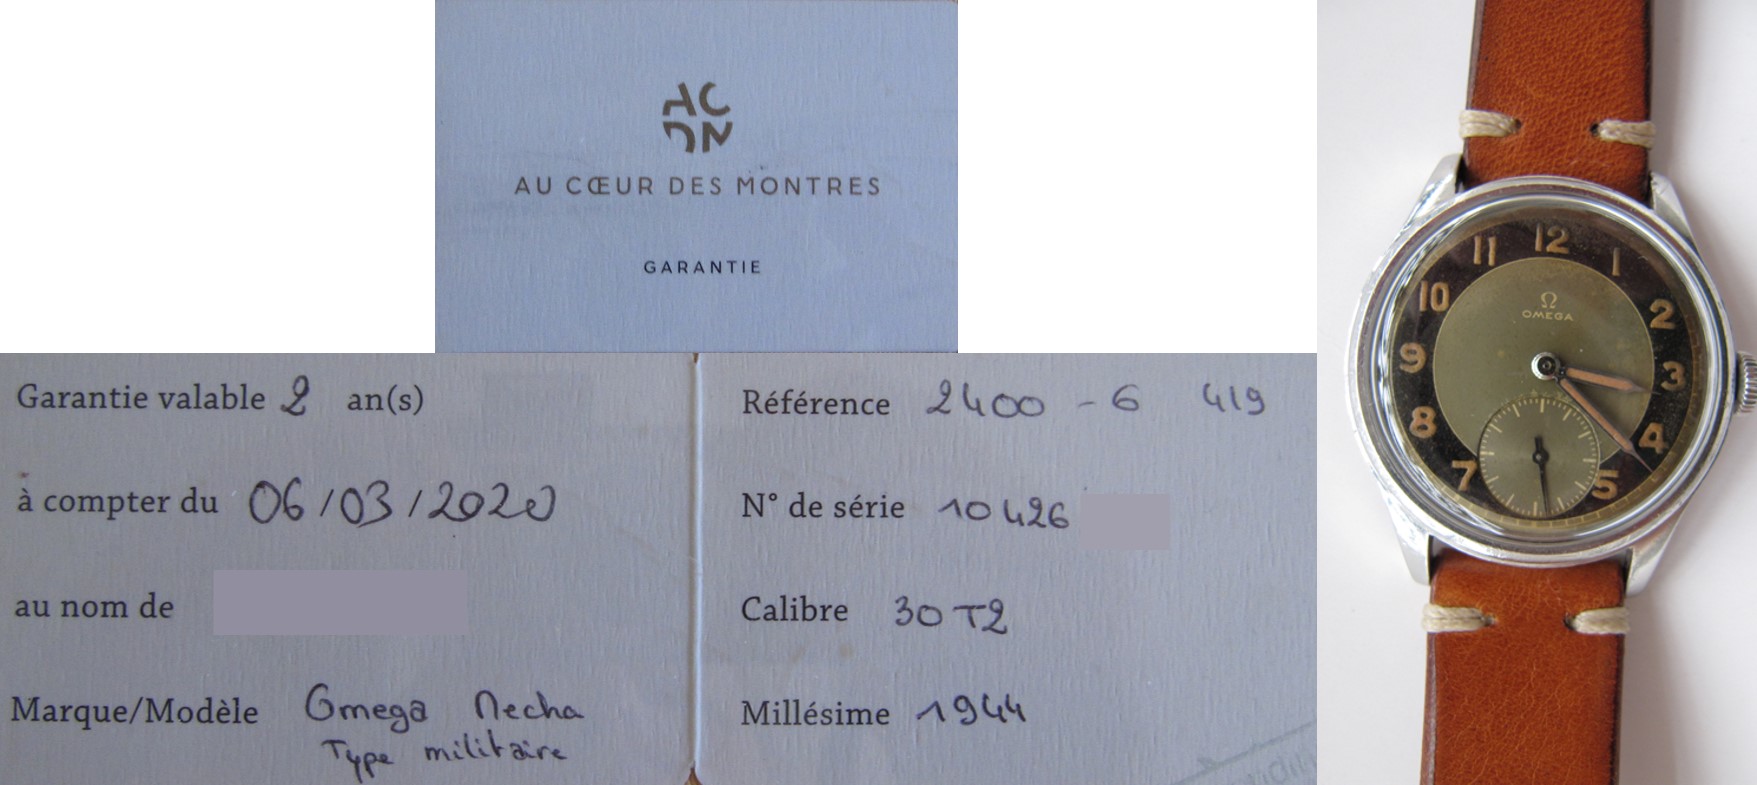 AC
DM
AU CŒUR DES MONTRES
GARANTIE
Garantie valable 2 an(s)
à compter du 06/03/2020
au nom de
Marque/Modèle Omega Mecha
Type militaire
Référence 2400 - 6 419
N° de série 10426
Calibre 30T2
Millésime 1944
Ω
OMEGA
12
1
2
3
4
5
7
8
9
10
11